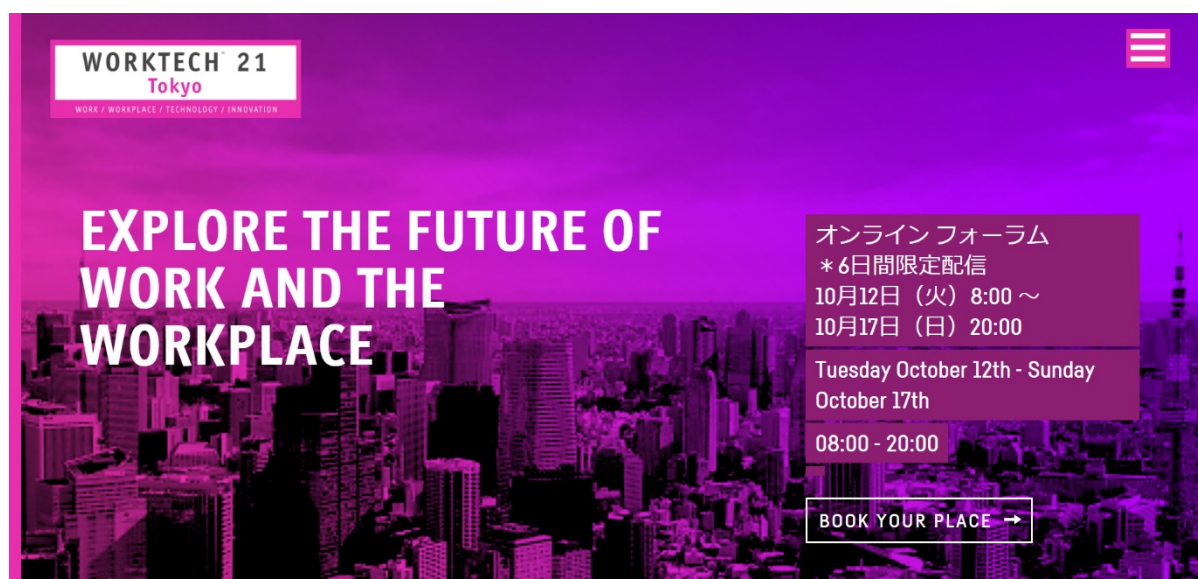 WORKTECH™ 21
Tokyo
WORK / WORKPLACE / TECHNOLOGY / INNOVATION
EXPLORE THE FUTURE OF
WORK AND THE
WORKPLACE
オンライン フォーラム
＊6日間限定配信
10月12日（火）8:00 ～
10月17日（日）20:00
Tuesday October 12th - Sunday
October 17th
08:00 - 20:00
BOOK YOUR PLACE →